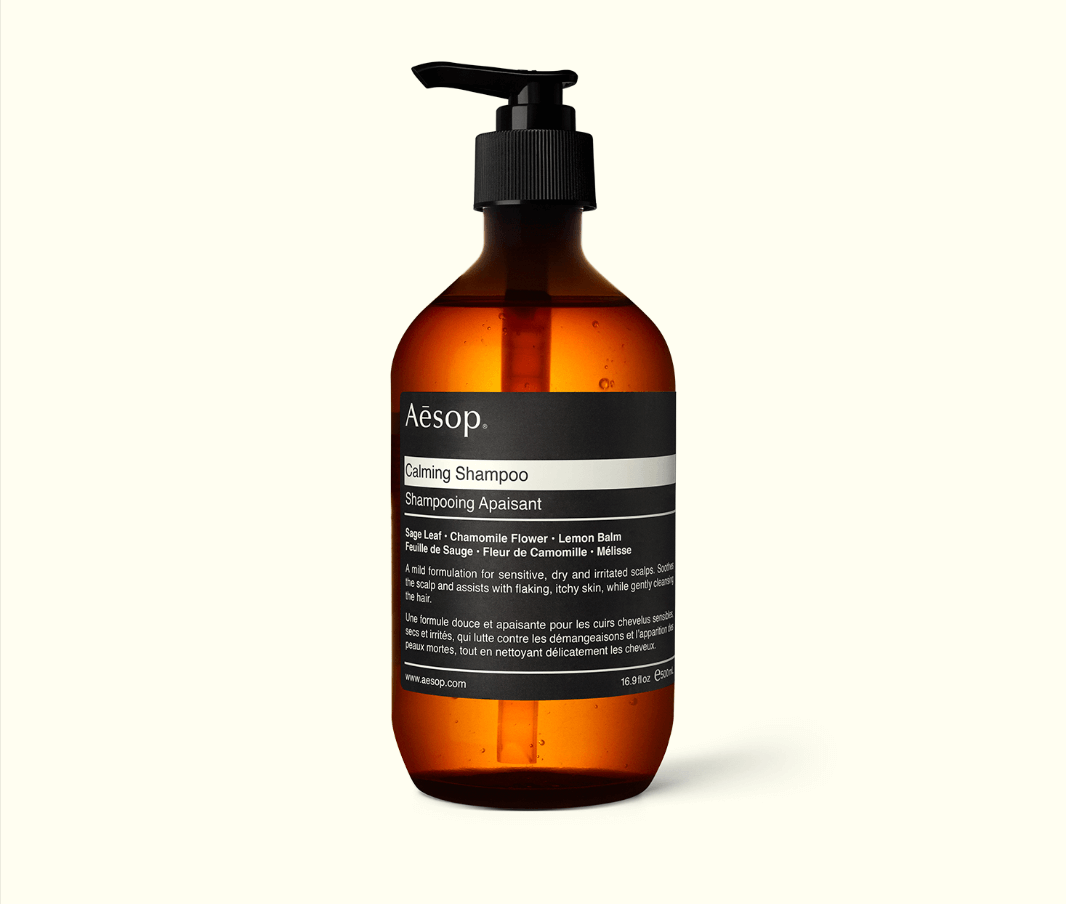 Aēsop®
Calming Shampoo
Shampooing Apaisant
Sage Leaf • Chamomile Flower • Lemon Balm
Feuille de Sauge • Fleur de Camomille • Mélisse
A mild formulation for sensitive, dry and irritated scalps. Soothes
the scalp and assists with flaking, itchy skin, while gently cleansing
the hair.
Une formule douce et apaisante pour les cuirs chevelus sensibles,
secs et irrités, qui lutte contre les démangeaisons et l'apparition des
peaux mortes, tout en nettoyant délicatement les cheveux.
www.aesop.com 16.9 fl oz ℮500mL